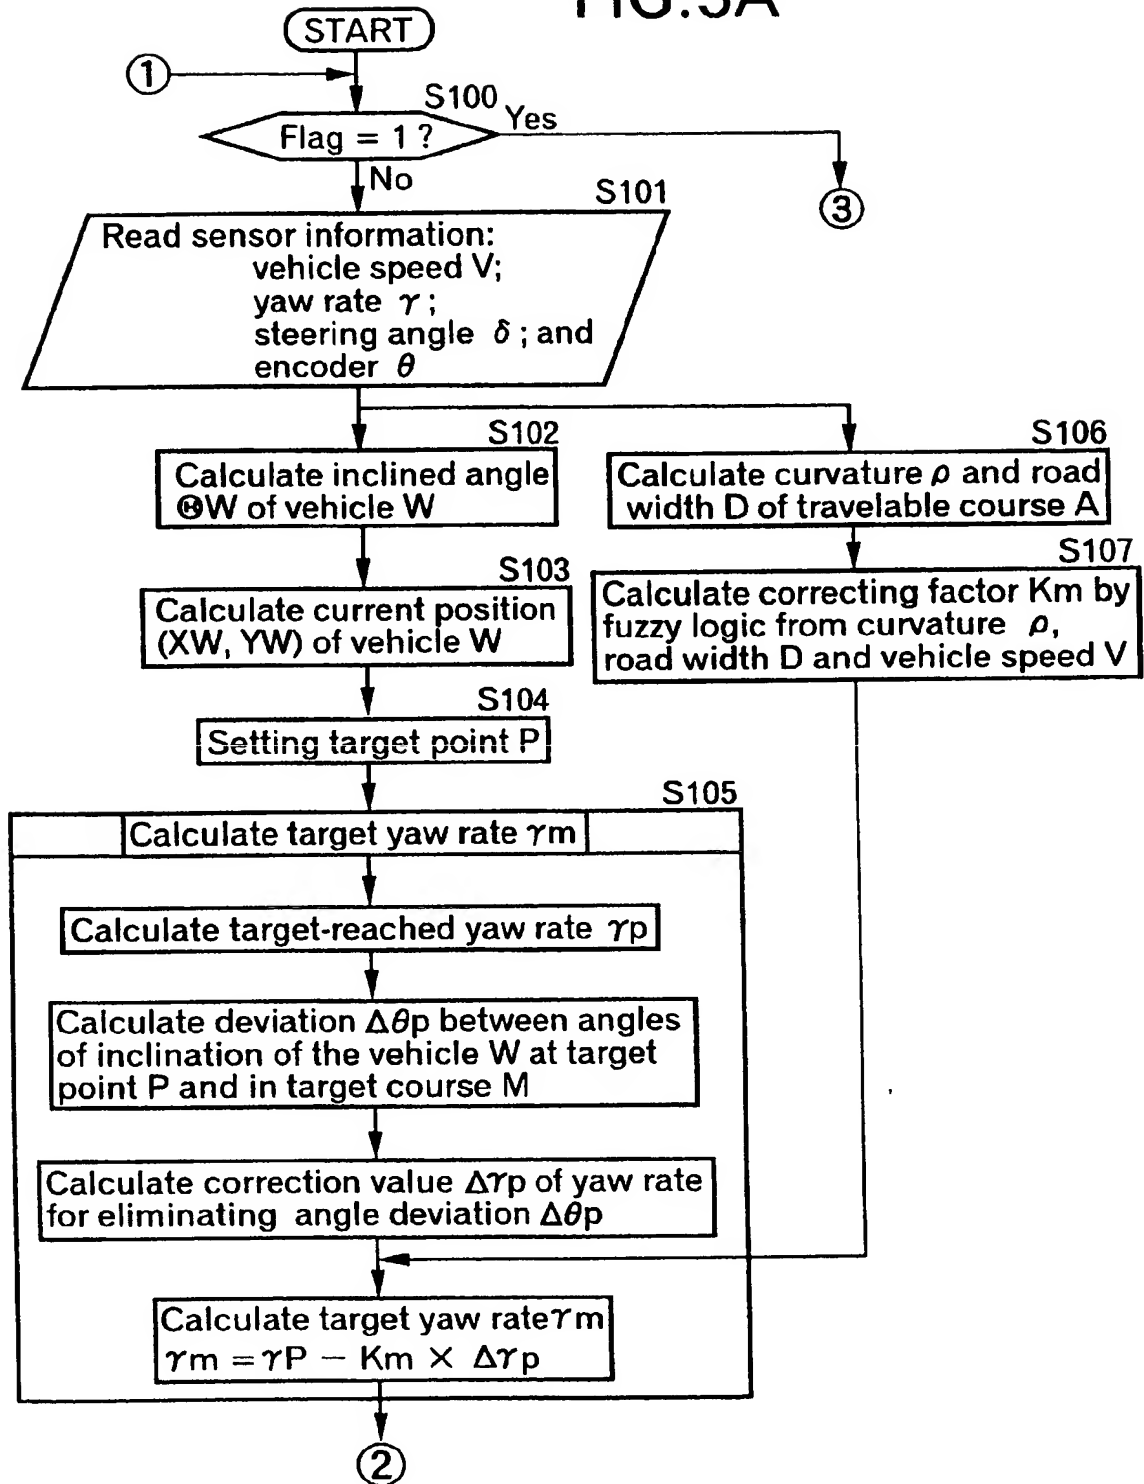 FIG.3A
START
1
S100
Flag = 1 ?
Yes
No
3
S101
Read sensor information:
vehicle speed V;
yaw rate γ ;
steering angle δ ; and
encoder θ
S102
Calculate inclined angle
ΘW of vehicle W
S106
Calculate curvature ρ and road
width D of travelable course A
S103
Calculate current position
(XW, YW) of vehicle W
S107
Calculate correcting factor Km by
fuzzy logic from curvature ρ,
road width D and vehicle speed V
S104
Setting target point P
S105
Calculate target yaw rate γm
Calculate target-reached yaw rate γp
Calculate deviation Δθp between angles
of inclination of the vehicle W at target
point P and in target course M
Calculate correction value Δγp of yaw rate
for eliminating angle deviation Δθp
Calculate target yaw rate γm
γm = γP − Km × Δγp
2